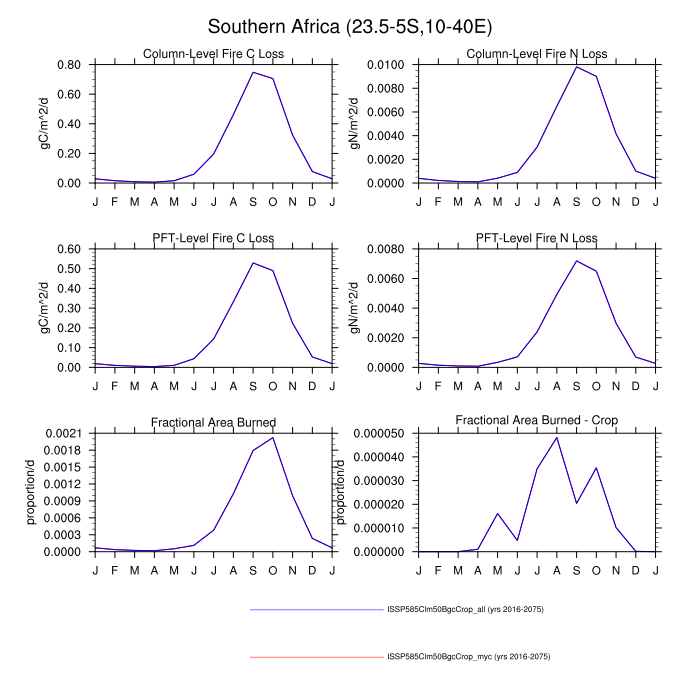 Southern Africa (23.5-5S,10-40E)
Column-Level Fire C Loss
gC/m^2/d
0.80
0.60
0.40
0.20
0.00
J F M A M J J A S O N D J
Column-Level Fire N Loss
gN/m^2/d
0.0100
0.0080
0.0060
0.0040
0.0020
0.0000
J F M A M J J A S O N D J
PFT-Level Fire C Loss
gC/m^2/d
0.60
0.50
0.40
0.30
0.20
0.10
0.00
J F M A M J J A S O N D J
PFT-Level Fire N Loss
gN/m^2/d
0.0080
0.0060
0.0040
0.0020
0.0000
J F M A M J J A S O N D J
Fractional Area Burned
proportion/d
0.0021
0.0018
0.0015
0.0012
0.0009
0.0006
0.0003
0.0000
J F M A M J J A S O N D J
Fractional Area Burned - Crop
proportion/d
0.000050
0.000040
0.000030
0.000020
0.000010
0.000000
J F M A M J J A S O N D J
ISSP585Clm50BgcCrop_all (yrs 2016-2075)
ISSP585Clm50BgcCrop_myc (yrs 2016-2075)